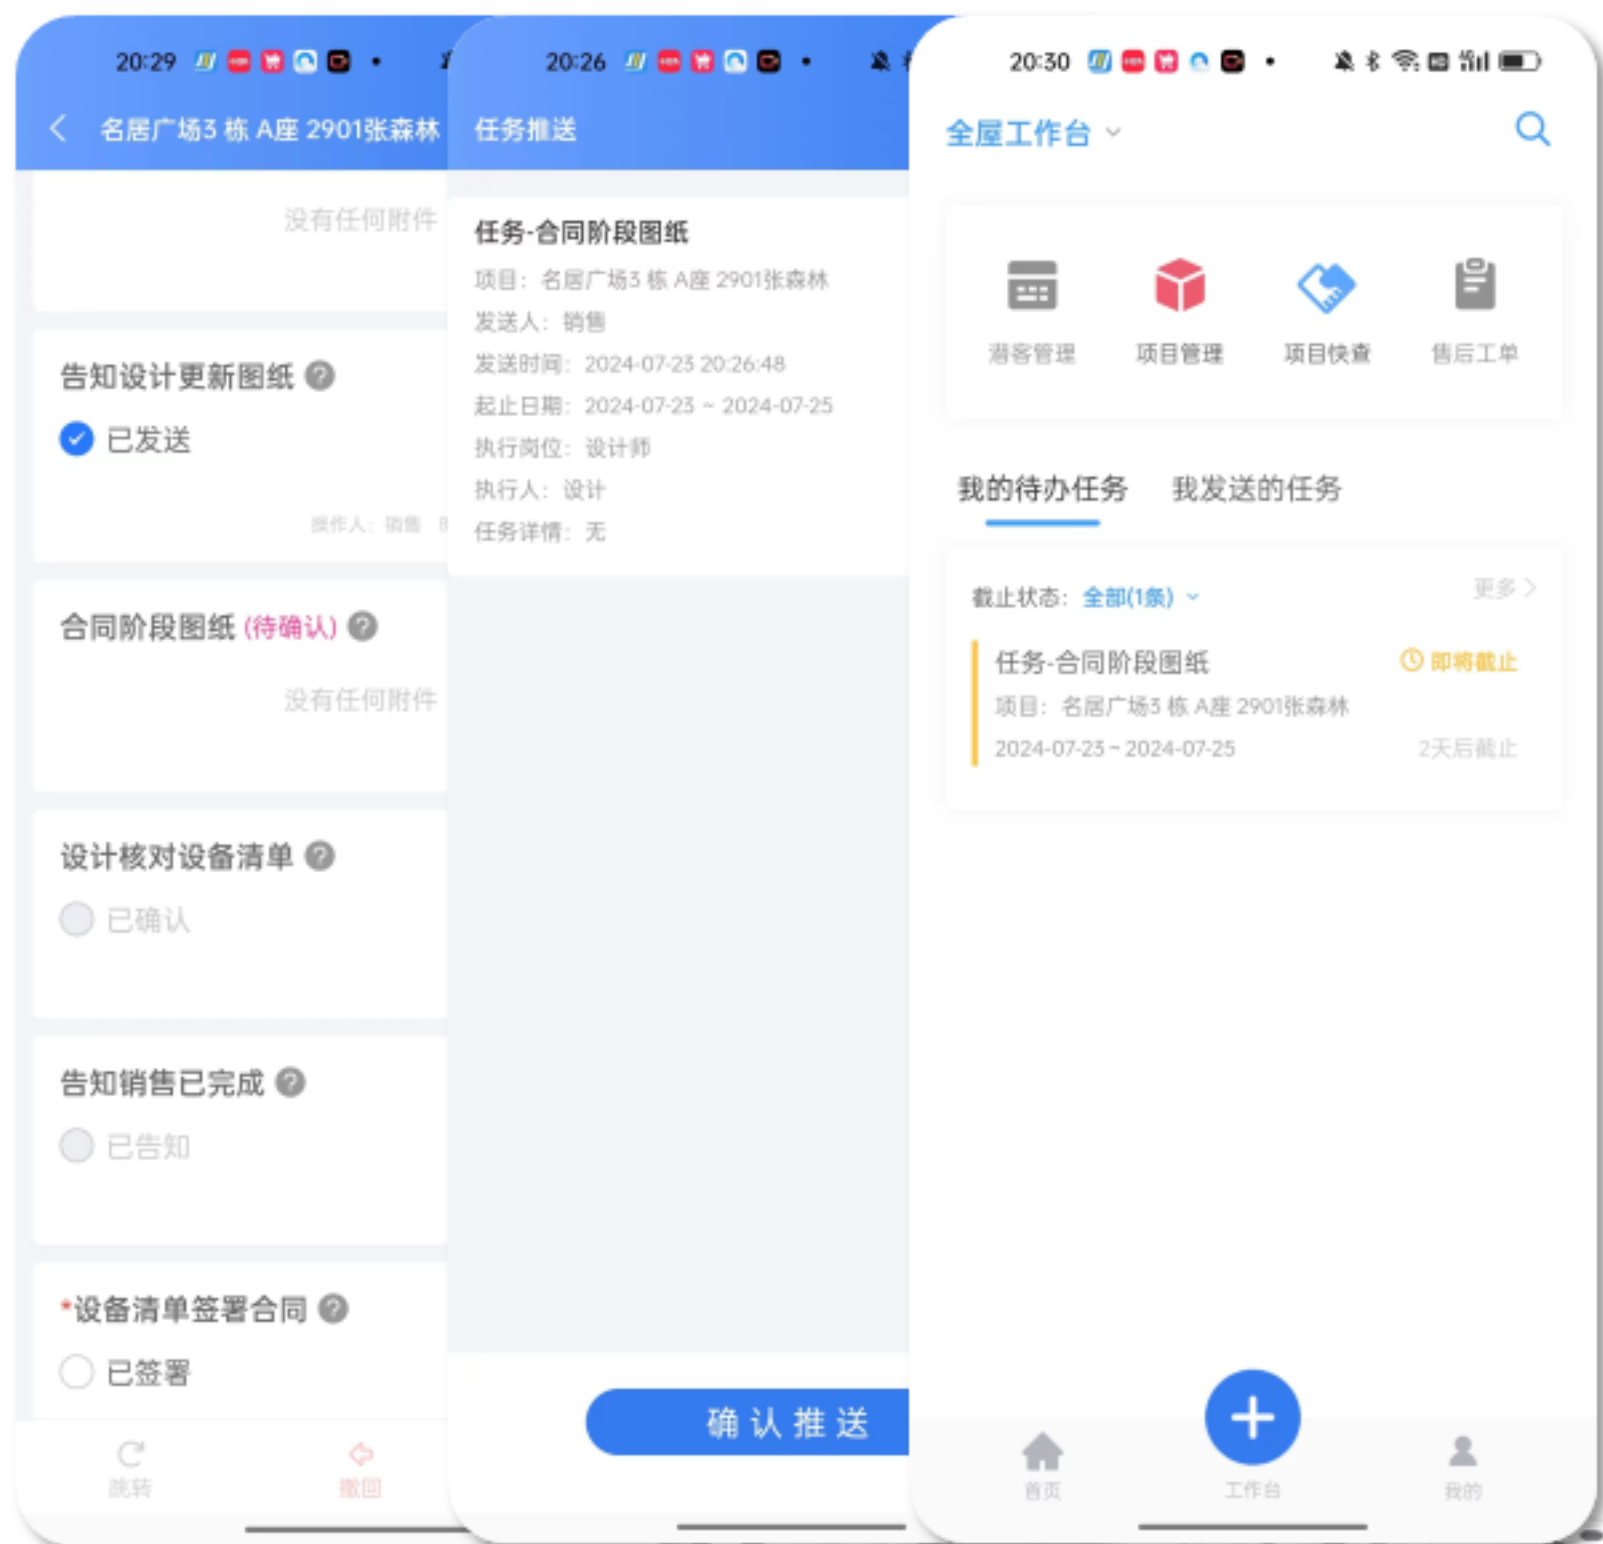 20:29
名居广场3 栋 A座 2901张森林
没有任何附件
告知设计更新图纸
已发送
操作人：销售
合同阶段图纸 (待确认)
没有任何附件
设计核对设备清单
已确认
告知销售已完成
已告知
*设备清单签署合同
已签署
跳转
撤回
20:26
任务推送
任务-合同阶段图纸
项目：名居广场3 栋 A座 2901张森林
发送人：销售
发送时间：2024-07-23 20:26:48
起止日期：2024-07-23 ~ 2024-07-25
执行岗位：设计师
执行人：设计
任务详情：无
确认推送
20:30
全屋工作台
潜客管理
项目管理
项目快查
售后工单
我的待办任务
我发送的任务
截止状态：全部(1条)
更多
任务-合同阶段图纸
即将截止
项目：名居广场3 栋 A座 2901张森林
2024-07-23 ~ 2024-07-25
2天后截止
首页
工作台
我的